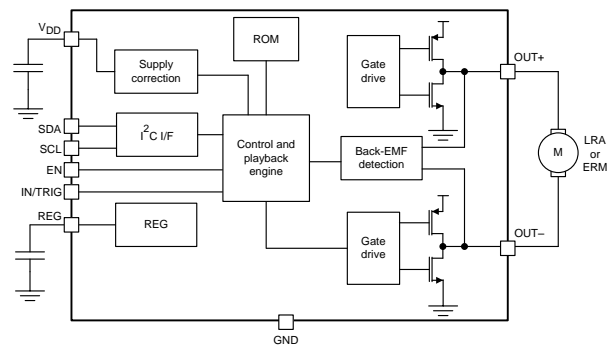 V_DD
ROM
Supply
correction
Gate
drive
OUT+
SDA
SCL
I²C I/F
Control and
playback
engine
Back-EMF
detection
M
LRA
or
ERM
EN
IN/TRIG
REG
REG
Gate
drive
OUT–
GND